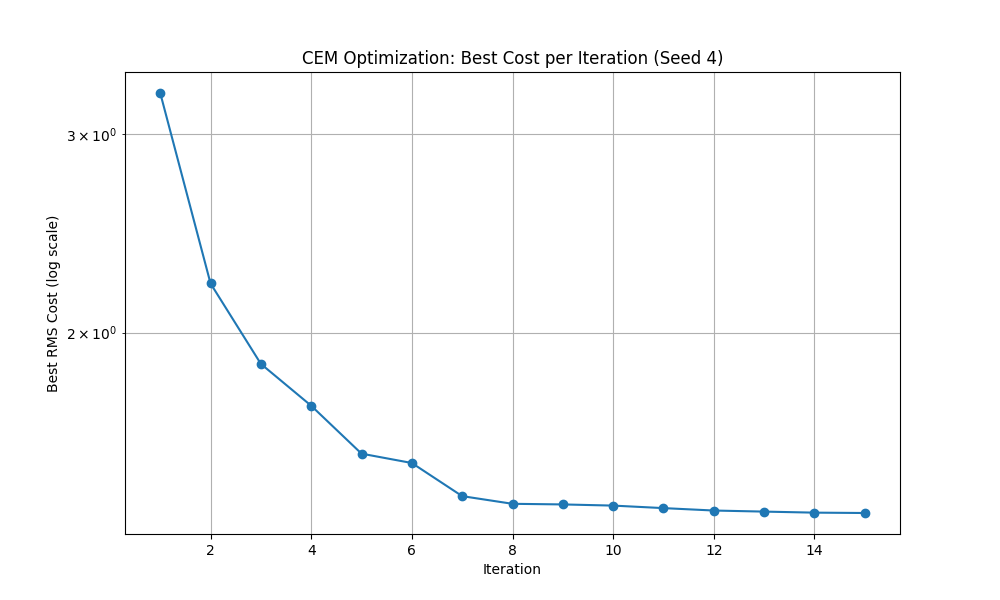 CEM Optimization: Best Cost per Iteration (Seed 4)
3 × 10⁰
2 × 10⁰
Best RMS Cost (log scale)
2 4 6 8 10 12 14
Iteration